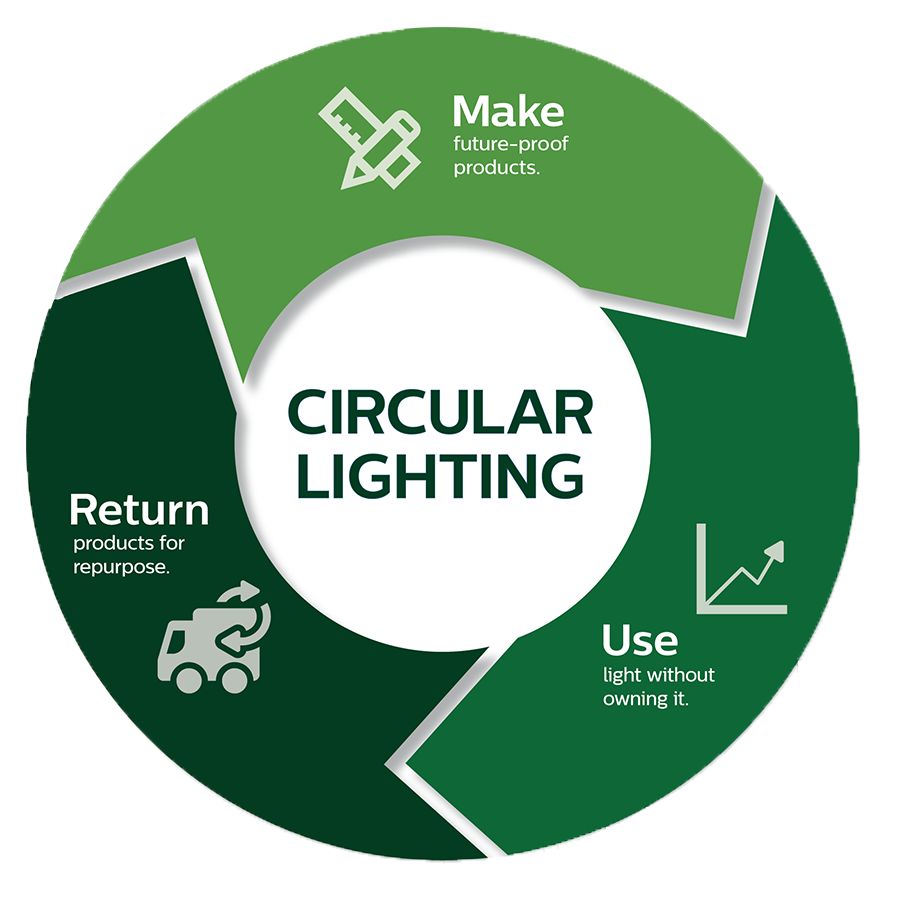 Make
future-proof
products.
CIRCULAR
LIGHTING
Return
products for
repurpose.
Use
light without
owning it.